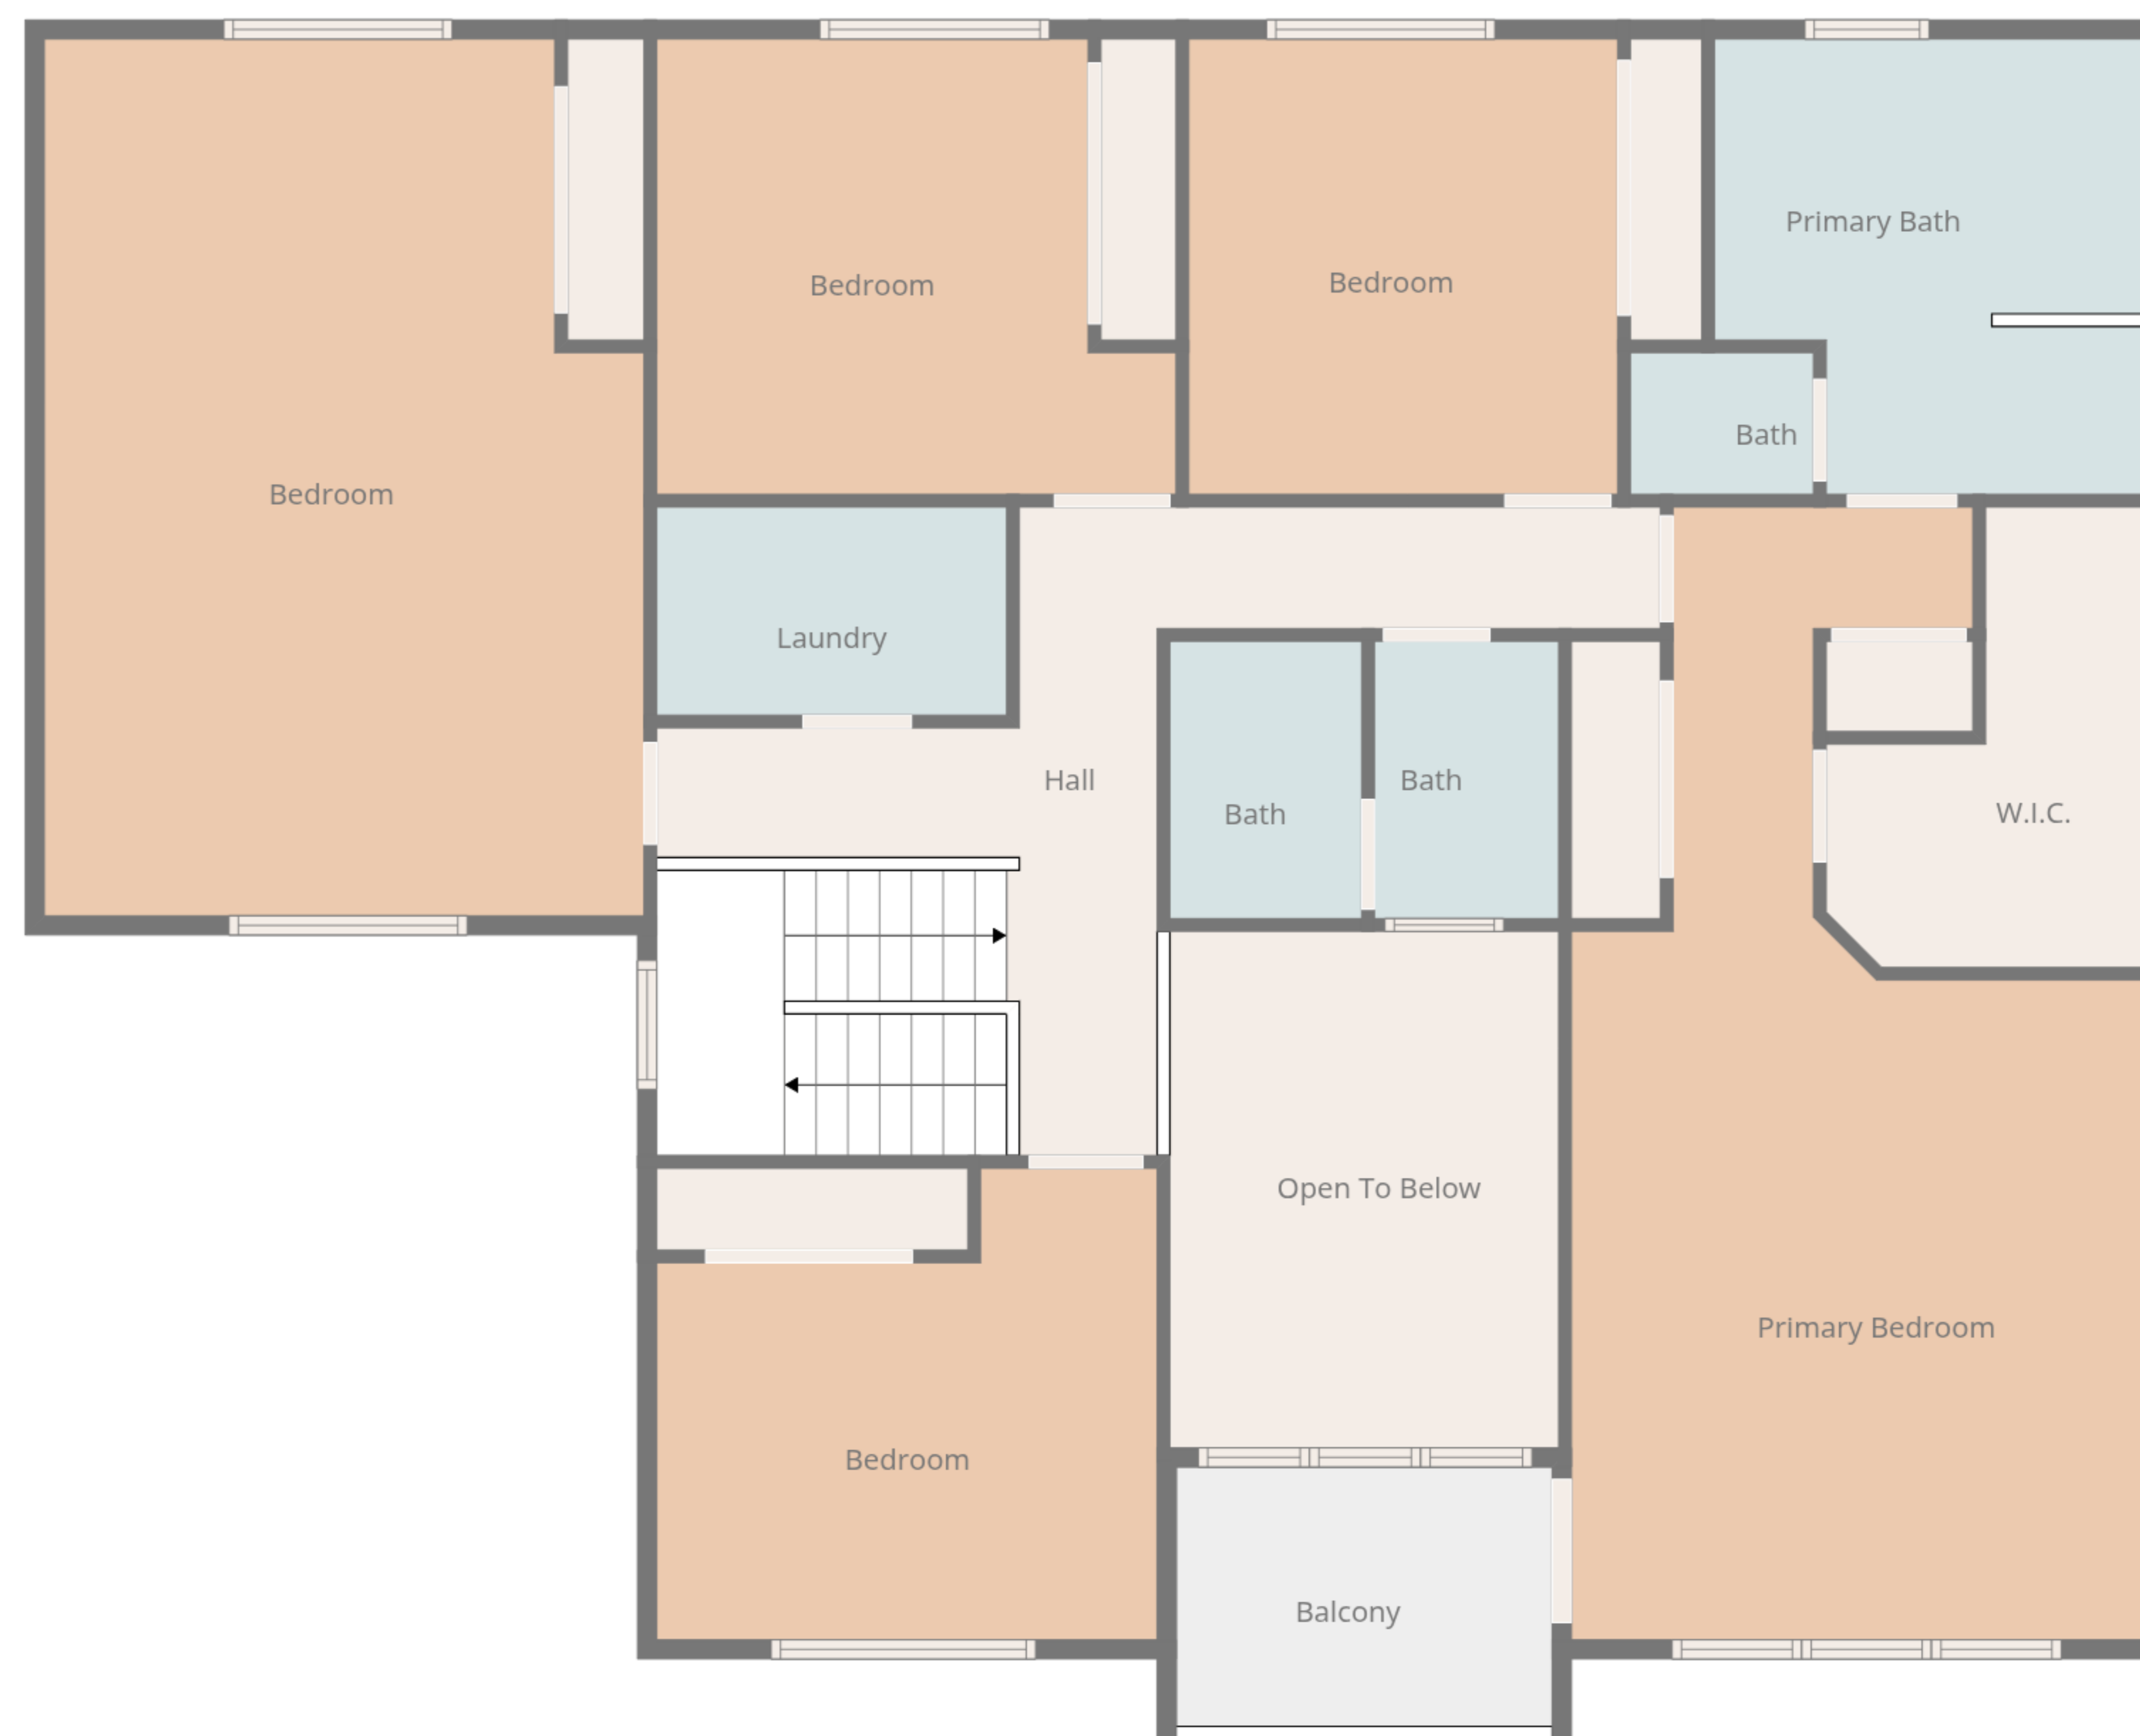 Primary Bath
Bedroom
Bedroom
Bath
Bedroom
Laundry
Hall
Bath
Bath
W.I.C.
Open To Below
Primary Bedroom
Bedroom
Balcony